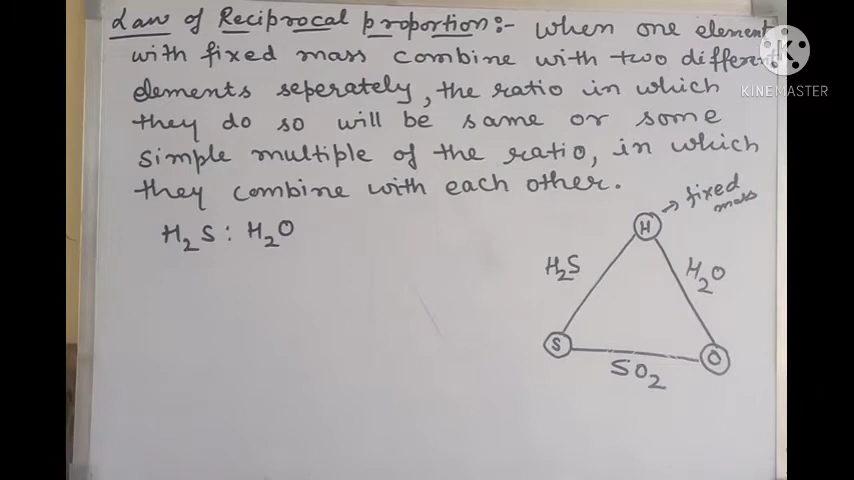 Law of Reciprocal proportion:- When one element
with fixed mass combine with two different
elements seperately, the ratio in which
they do so will be same or some
simple multiple of the ratio, in which
they combine with each other.
H2S : H2O
H → fixed mass
H2S
H2O
S
O
SO2
K
KINEMASTER